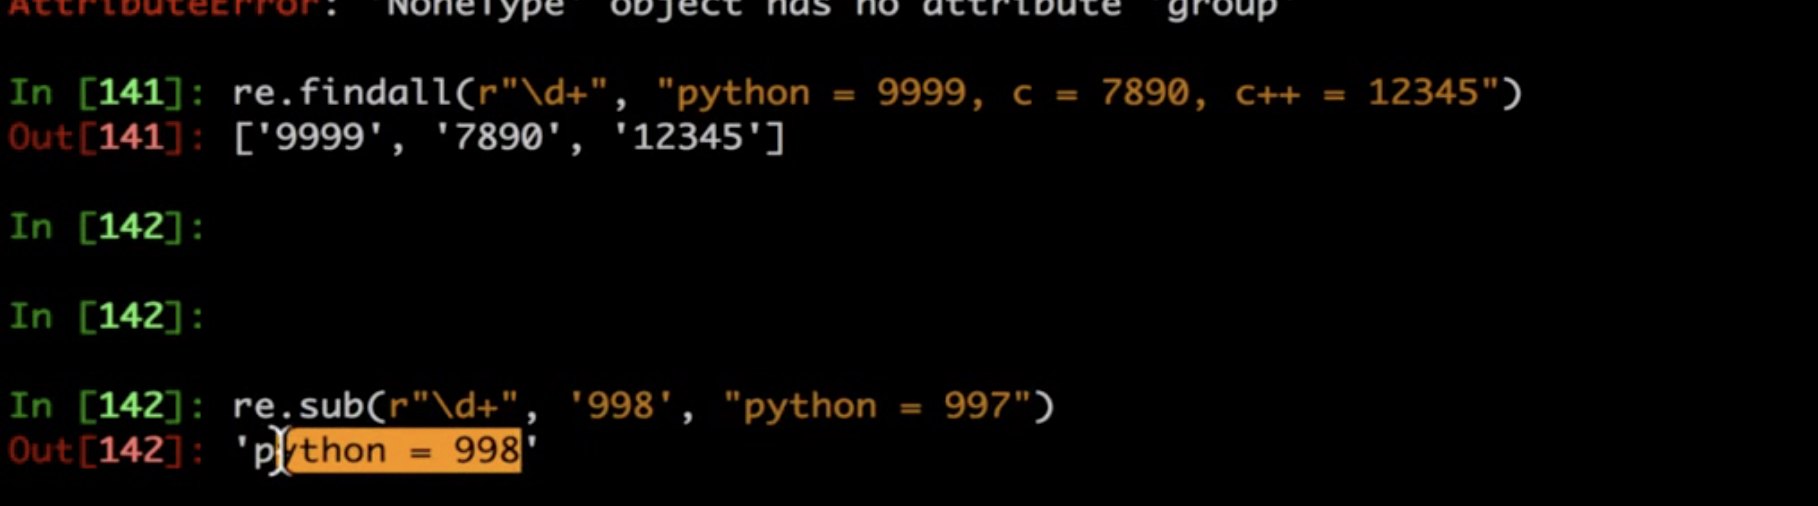 AttributeError: 'NoneType' object has no attribute 'group'
In [141]: re.findall(r"\d+", "python = 9999, c = 7890, c++ = 12345")
Out[141]: ['9999', '7890', '12345']
In [142]:
In [142]:
In [142]: re.sub(r"\d+", '998', "python = 997")
Out[142]: 'python = 998'